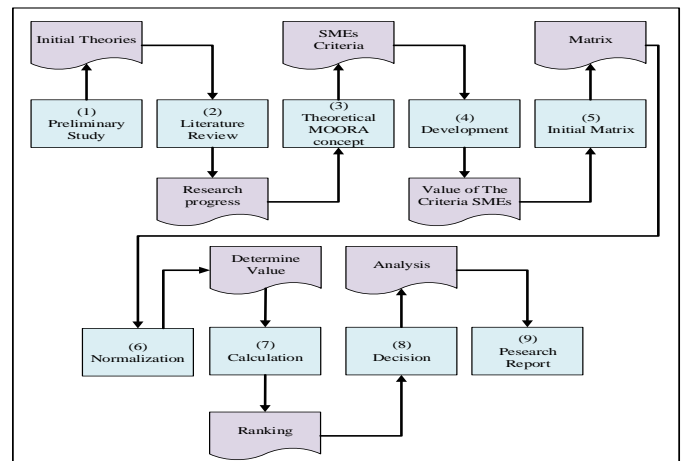 Initial Theories
SMEs
Criteria
Matrix
(1)
Preliminary
Study
(2)
Literature
Review
(3)
Theoretical
MOORA
concept
(4)
Development
(5)
Initial Matrix
Research
progress
Value of The
Criteria SMEs
Determine
Value
Analysis
(6)
Normalization
(7)
Calculation
(8)
Decision
(9)
Pesearch
Report
Ranking